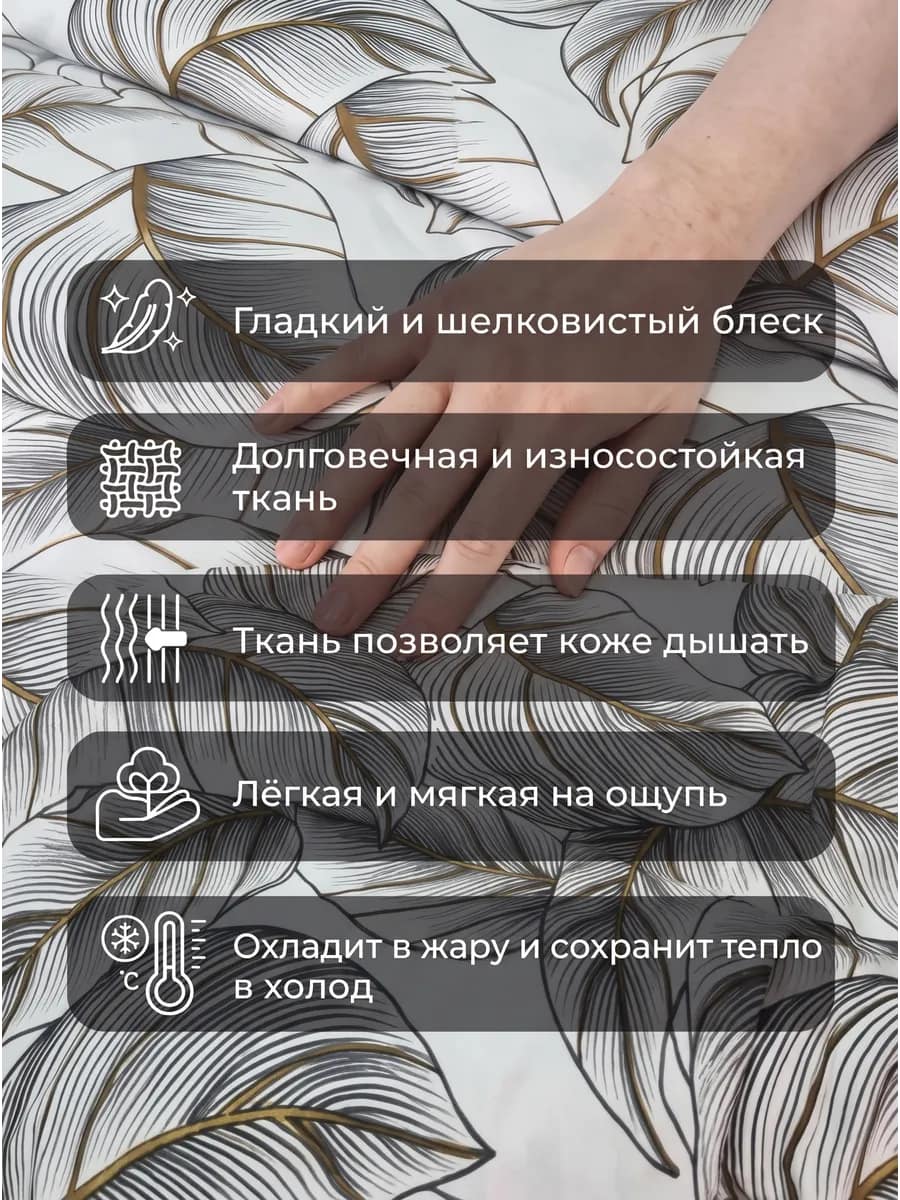 Гладкий и шелковистый блеск
Долговечная и износостойкая
ткань
Ткань позволяет коже дышать
Лёгкая и мягкая на ощупь
°C
Охладит в жару и сохранит тепло
в холод